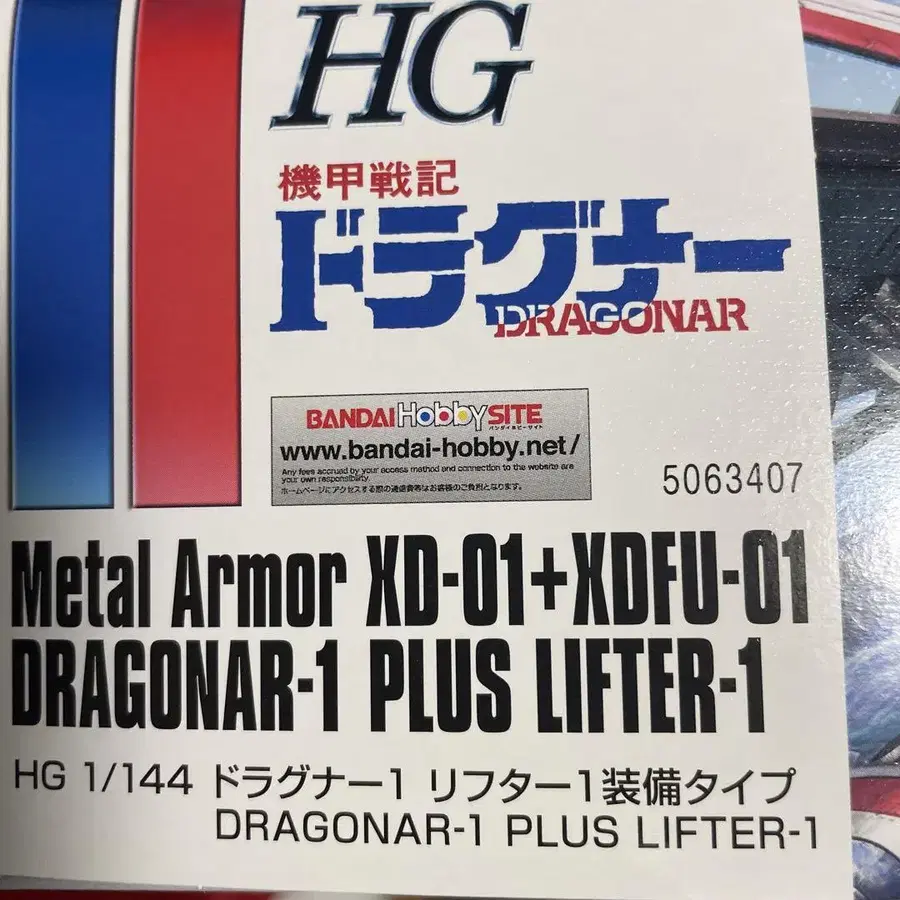 HG
機甲戦記
ドラグナー
DRAGONAR
BANDAI Hobby SITE
バンダイホビーサイト
www.bandai-hobby.net/
Any fees accrued by your access method and connection to the website are
your own responsibility.
ホームページにアクセスする際の通信費等はお客様のご負担となります。
5063407
Metal Armor XD-01+XDFU-01
DRAGONAR-1 PLUS LIFTER-1
HG 1/144 ドラグナー1 リフター1装備タイプ
DRAGONAR-1 PLUS LIFTER-1